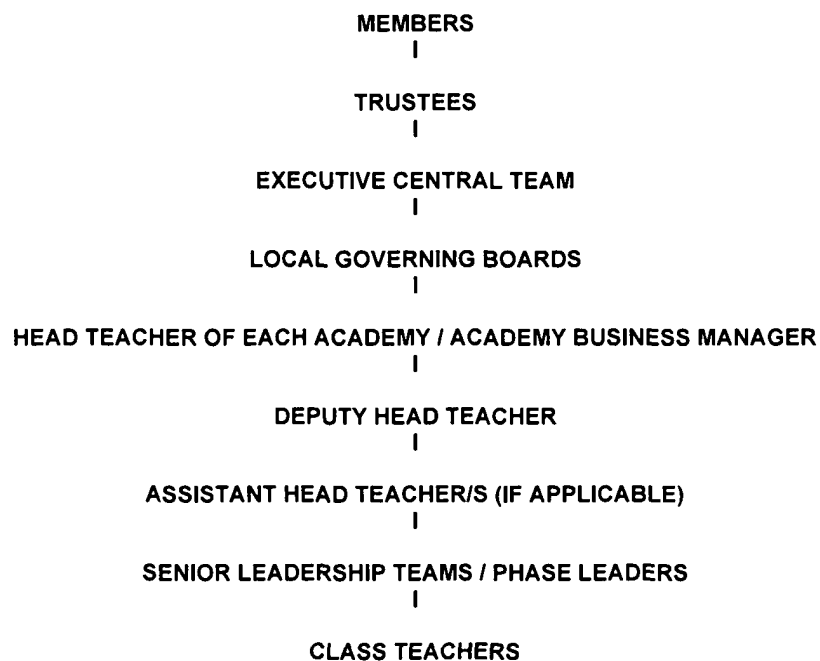 MEMBERS
TRUSTEES
EXECUTIVE CENTRAL TEAM
LOCAL GOVERNING BOARDS
HEAD TEACHER OF EACH ACADEMY / ACADEMY BUSINESS MANAGER
DEPUTY HEAD TEACHER
ASSISTANT HEAD TEACHER/S (IF APPLICABLE)
SENIOR LEADERSHIP TEAMS / PHASE LEADERS
CLASS TEACHERS